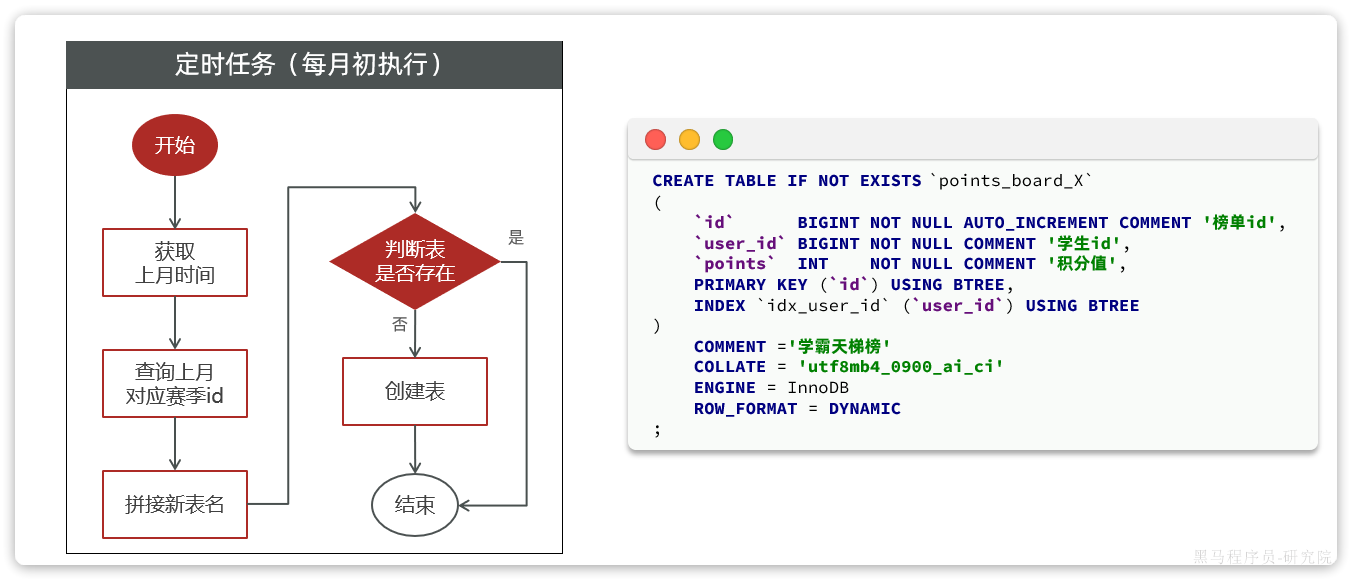 定时任务（每月初执行）
开始
获取
上月时间
查询上月
对应赛季id
拼接新表名
判断表
是否存在
是
否
创建表
结束
CREATE TABLE IF NOT EXISTS `points_board_X`
(
`id` BIGINT NOT NULL AUTO_INCREMENT COMMENT '榜单id',
`user_id` BIGINT NOT NULL COMMENT '学生id',
`points` INT NOT NULL COMMENT '积分值',
PRIMARY KEY (`id`) USING BTREE,
INDEX `idx_user_id` (`user_id`) USING BTREE
)
COMMENT ='学霸天梯榜'
COLLATE = 'utf8mb4_0900_ai_ci'
ENGINE = InnoDB
ROW_FORMAT = DYNAMIC
;
黑马程序员-研究院